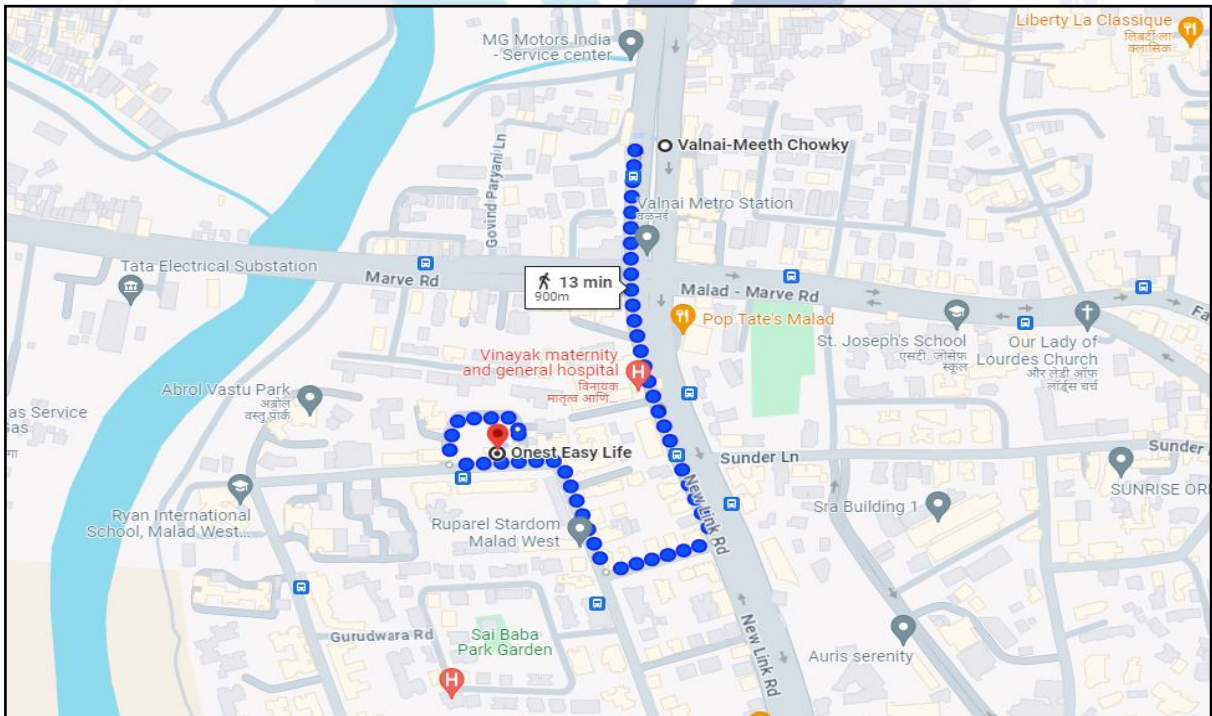 Liberty La Classique
लिबर्टी ला
क्लासिक
MG Motors India
- Service center
Valnai-Meeth Chowky
Govind Paryani Ln
Valnai Metro Station
वळनई
Tata Electrical Substation
Marve Rd
13 min
900m
Malad - Marve Rd
Pop Tate's Malad
St. Joseph's School
एसटी. जोसेफ
स्कूल
Our Lady of
Lourdes Church
और लेडी ऑफ
लॉर्ड्स चर्च
Fa
Vinayak maternity
and general hospital
विनायक
मातृत्व आणि...
Abrol Vastu Park
अब्रोल
वस्तू पार्क
as Service
Gas
गा
Onest Easy Life
Sunder Ln
Sunder
New Link Rd
SUNRISE ORI
Sra Building 1
Ryan International
School, Malad West...
Ruparel Stardom
Malad West
Gurudwara Rd
Sai Baba
Park Garden
New Link Rd
Auris serenity
H
H